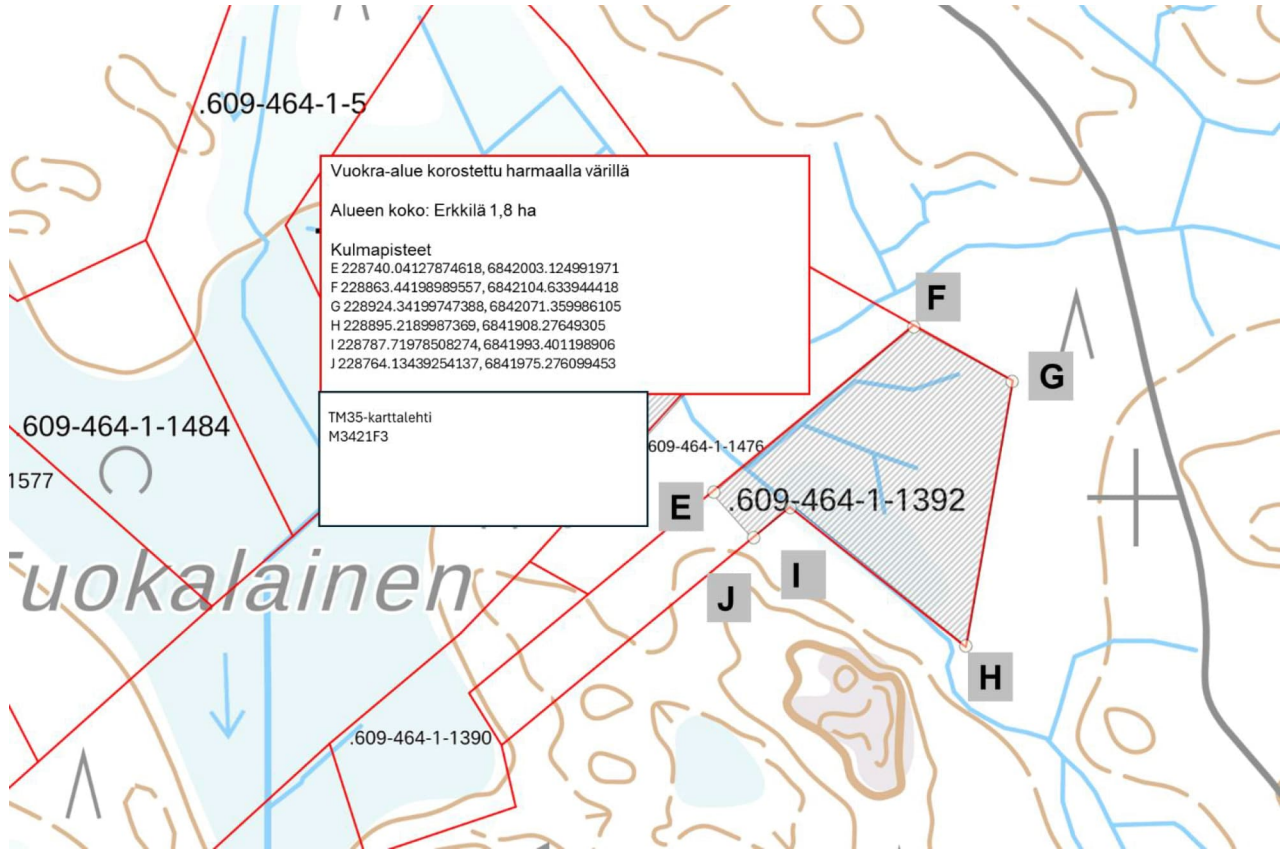 .609-464-1-5
Vuokra-alue korostettu harmaalla värillä
Alueen koko: Erkkilä 1,8 ha
Kulmapisteet
E 228740.04127874618, 6842003.124991971
F 228863.44198989557, 6842104.633944418
G 228924.34199747388, 6842071.359986105
H 228895.2189987369, 6841908.27649305
I 228787.71978508274, 6841993.401198906
J 228764.13439254137, 6841975.276099453
F
G
TM35-karttalehti
M3421F3
.609-464-1-1484
609-464-1-1476
1577
E
.609-464-1-1392
I
J
Tuokalainen
H
.609-464-1-1390